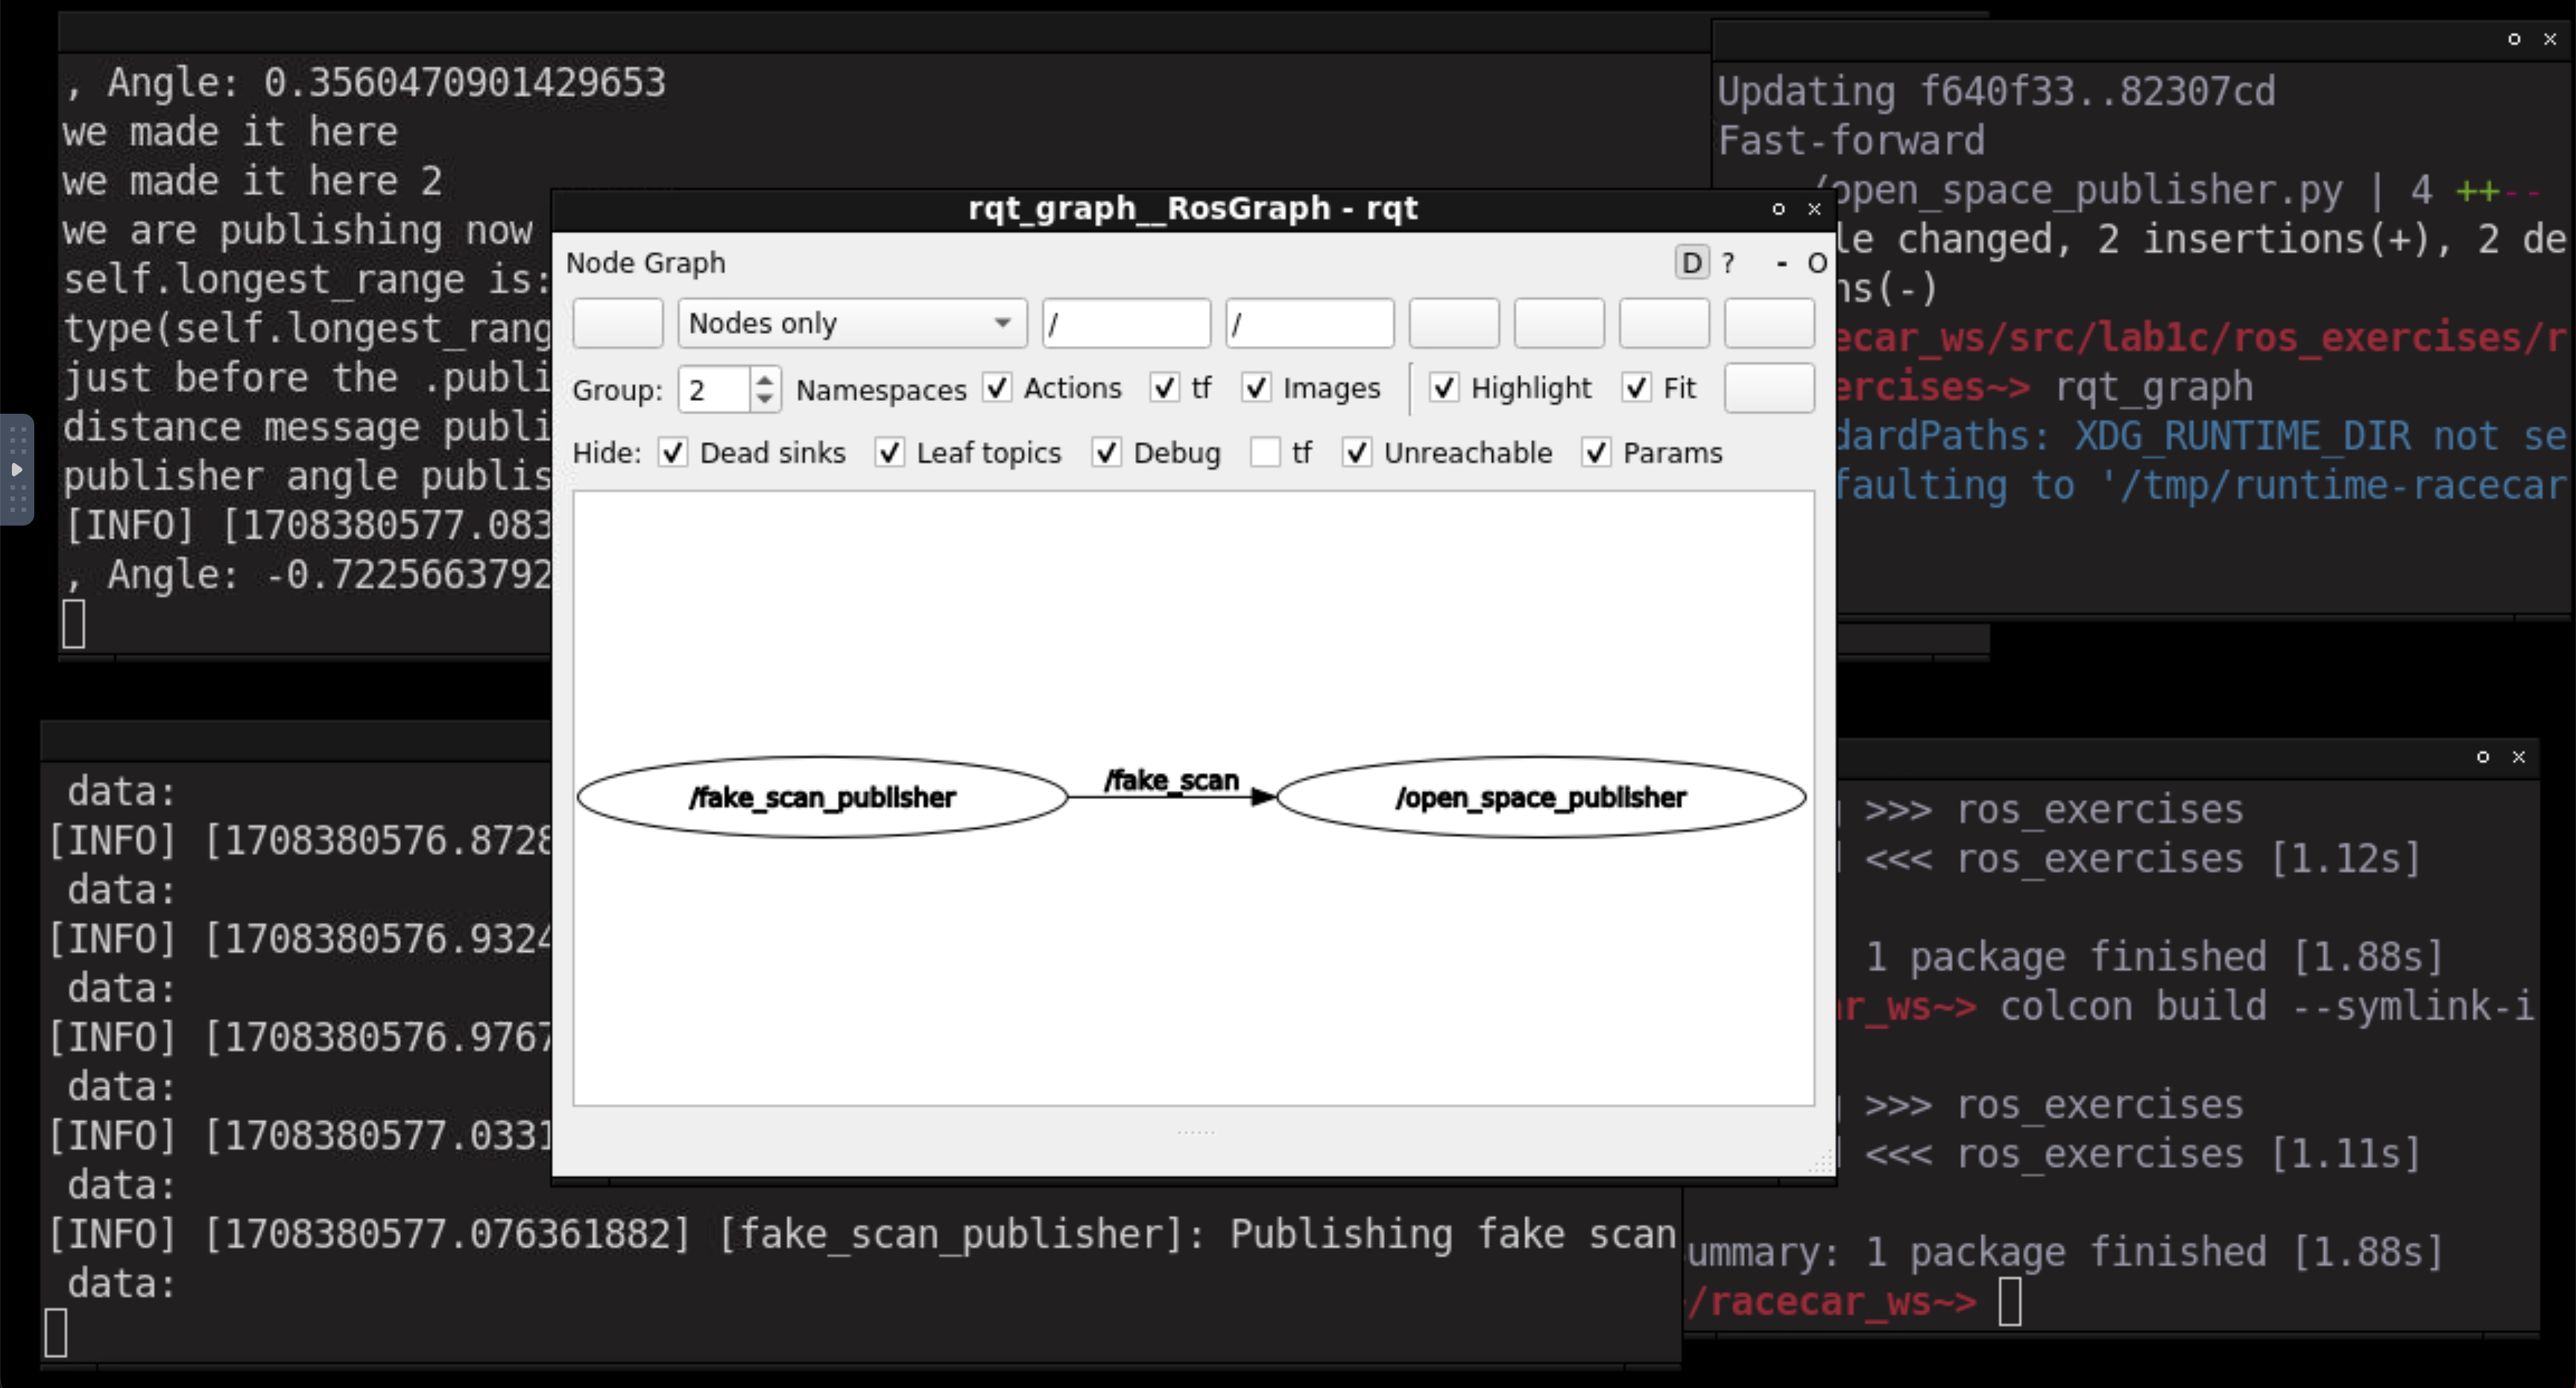 , Angle: 0.3560470901429653
we made it here
we made it here 2
we are publishing now
self.longest_range is:
type(self.longest_rang
just before the .publi
distance message publi
publisher angle publis
[INFO] [1708380577.083
, Angle: -0.7225663792
Updating f640f33..82307cd
Fast-forward
/open_space_publisher.py | 4 ++--
le changed, 2 insertions(+), 2 de
ns(-)
ecar_ws/src/lab1c/ros_exercises/r
ercises~> rqt_graph
dardPaths: XDG_RUNTIME_DIR not se
faulting to '/tmp/runtime-racecar
rqt_graph__RosGraph - rqt
Node Graph
D ? - O
Nodes only / /
Group: 2 Namespaces Actions tf Images Highlight Fit
Hide: Dead sinks Leaf topics Debug tf Unreachable Params
/fake_scan_publisher /fake_scan /open_space_publisher
data:
[INFO] [1708380576.8728
data:
[INFO] [1708380576.9324
data:
[INFO] [1708380576.9767
data:
[INFO] [1708380577.0331
data:
[INFO] [1708380577.076361882] [fake_scan_publisher]: Publishing fake scan
data:
>>> ros_exercises
<<< ros_exercises [1.12s]
1 package finished [1.88s]
r_ws~> colcon build --symlink-i
>>> ros_exercises
<<< ros_exercises [1.11s]
ummary: 1 package finished [1.88s]
/racecar_ws~>